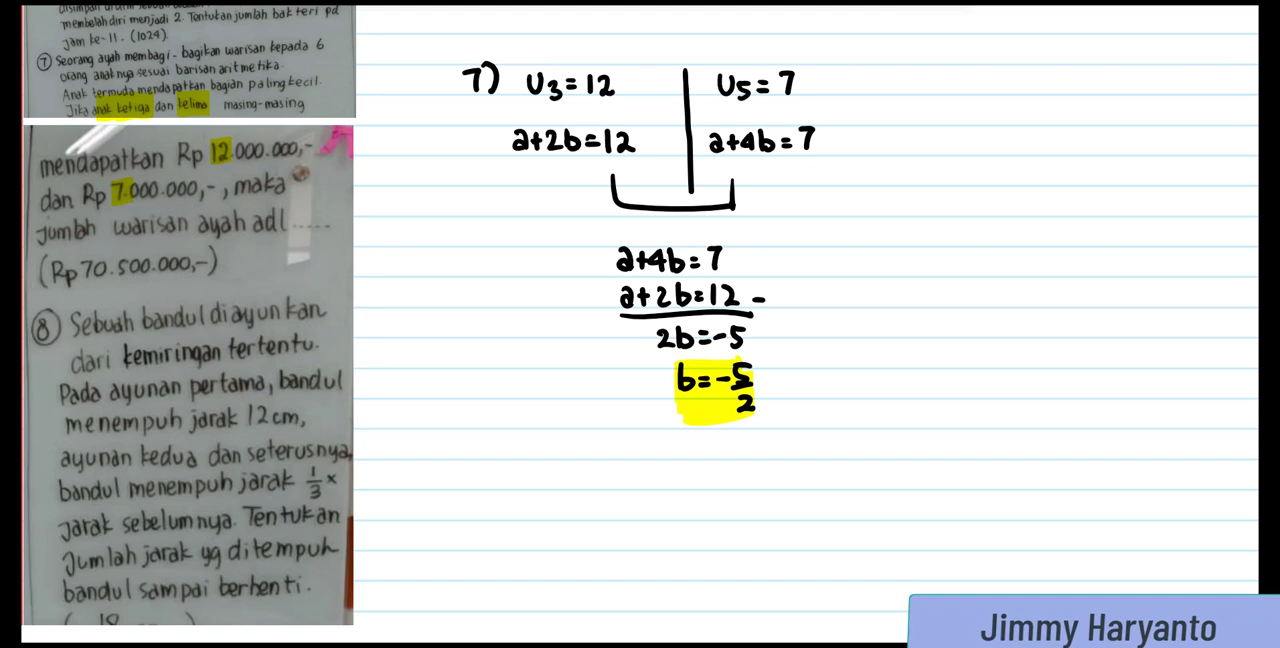 membelah diri menjadi 2. Tentukan jumlah bakteri pd
jam ke-11. (1024).
7 Seorang ayah membagi-bagikan warisan kepada 6
orang anaknya sesuai barisan aritmetika.
Anak termuda mendapatkan bagian paling kecil.
Jika anak ketiga dan kelima masing-masing
mendapatkan Rp 12.000.000,-
dan Rp 7.000.000,-, maka
jumlah warisan ayah adl .....
(Rp 70.500.000,-)
8 Sebuah bandul diayunkan
dari kemiringan tertentu.
Pada ayunan pertama, bandul
menempuh jarak 12 cm,
ayunan kedua dan seterusnya,
bandul menempuh jarak 1/3 x
jarak sebelumnya. Tentukan
jumlah jarak yg ditempuh
bandul sampai berhenti.
7) U3 = 12 U5 = 7
a+2b=12 a+4b=7
a+4b=7
a+2b=12 -
2b=-5
b=-5/2
Jimmy Haryanto